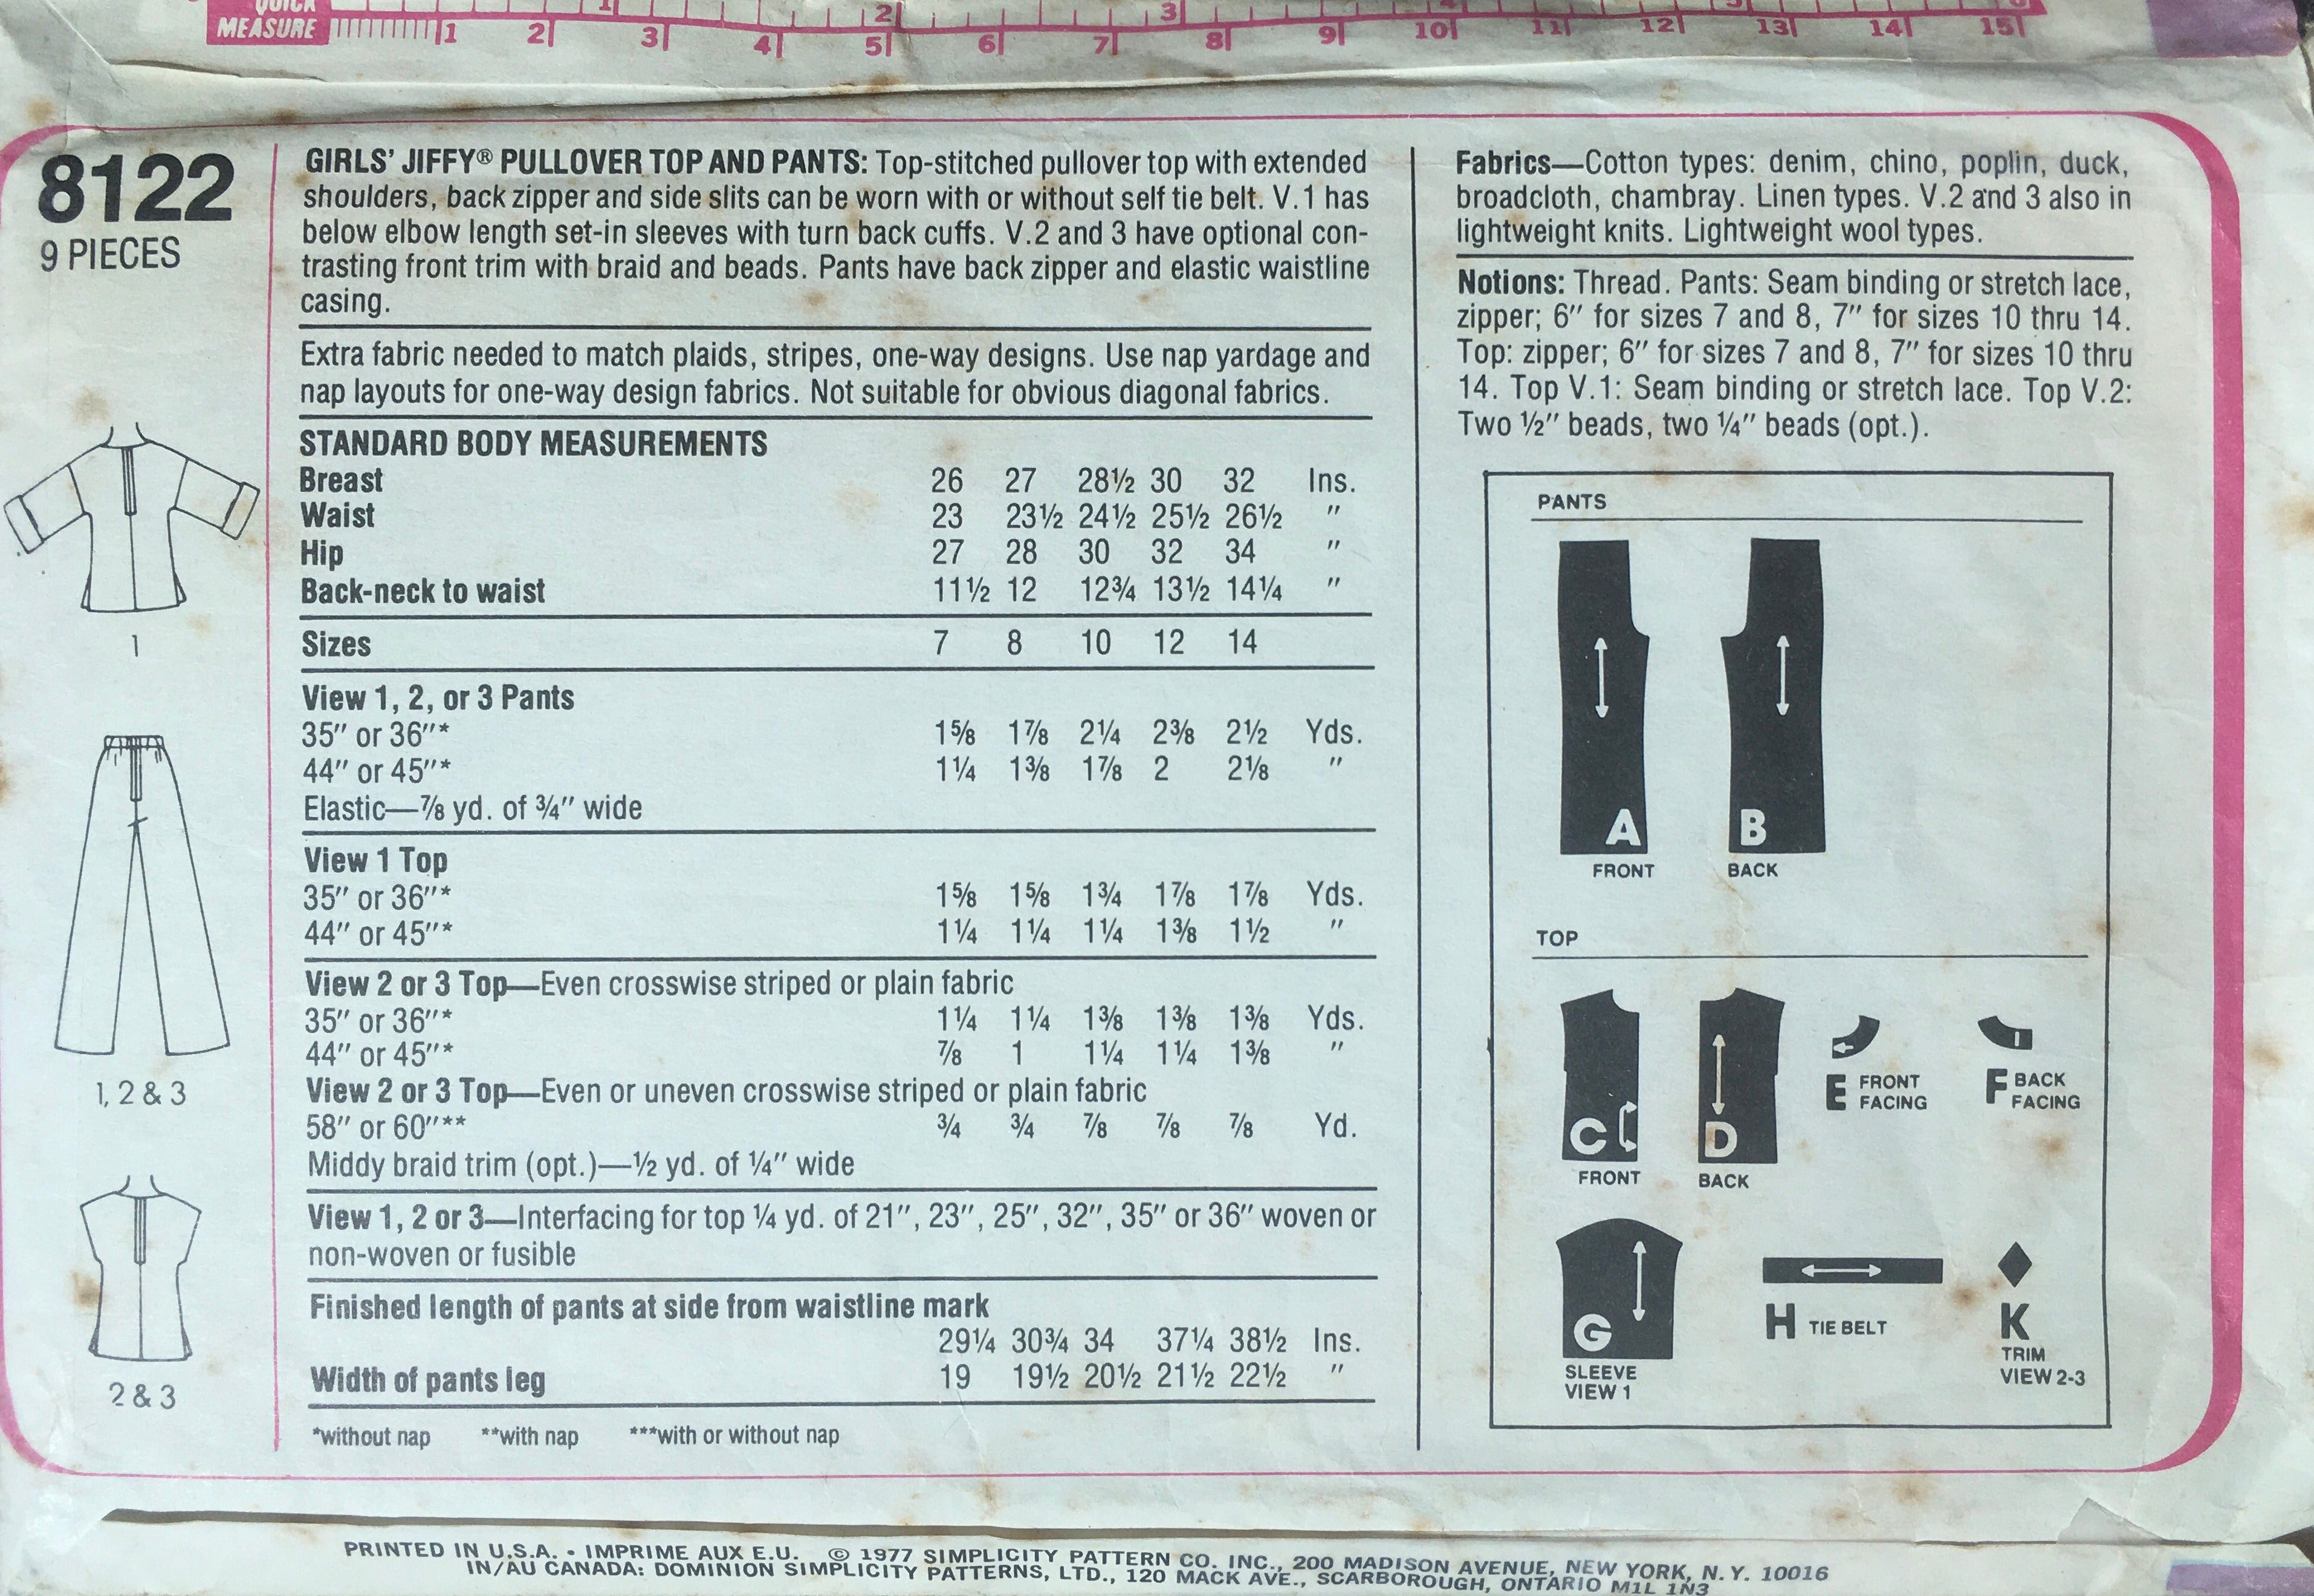 QUICK
MEASURE
1 2 3 4 5 6 7 8 9 10 11 12 13 14 15
8122
9 PIECES
GIRLS' JIFFY® PULLOVER TOP AND PANTS: Top-stitched pullover top with extended
shoulders, back zipper and side slits can be worn with or without self tie belt. V.1 has
below elbow length set-in sleeves with turn back cuffs. V.2 and 3 have optional con-
trasting front trim with braid and beads. Pants have back zipper and elastic waistline
casing.
Extra fabric needed to match plaids, stripes, one-way designs. Use nap yardage and
nap layouts for one-way design fabrics. Not suitable for obvious diagonal fabrics.
STANDARD BODY MEASUREMENTS
Breast 26 27 28½ 30 32 Ins.
Waist 23 23½ 24½ 25½ 26½ "
Hip 27 28 30 32 34 "
Back-neck to waist 11½ 12 12¾ 13½ 14¼ "
Sizes 7 8 10 12 14
View 1, 2, or 3 Pants
35" or 36"* 1⅝ 1⅞ 2¼ 2⅜ 2½ Yds.
44" or 45"* 1¼ 1⅜ 1⅞ 2 2⅛ "
Elastic—⅞ yd. of ¾" wide
View 1 Top
35" or 36"* 1⅝ 1⅝ 1¾ 1⅞ 1⅞ Yds.
44" or 45"* 1¼ 1¼ 1¼ 1⅜ 1½ "
View 2 or 3 Top—Even crosswise striped or plain fabric
35" or 36"* 1¼ 1¼ 1⅜ 1⅜ 1⅜ Yds.
44" or 45"* ⅞ 1 1¼ 1¼ 1⅜ "
View 2 or 3 Top—Even or uneven crosswise striped or plain fabric
58" or 60"** ¾ ¾ ⅞ ⅞ ⅞ Yd.
Middy braid trim (opt.)—½ yd. of ¼" wide
View 1, 2 or 3—Interfacing for top ¼ yd. of 21", 23", 25", 32", 35" or 36" woven or
non-woven or fusible
Finished length of pants at side from waistline mark
29¼ 30¾ 34 37¼ 38½ Ins.
Width of pants leg 19 19½ 20½ 21½ 22½ "
*without nap **with nap ***with or without nap
1
1, 2 & 3
2 & 3
Fabrics—Cotton types: denim, chino, poplin, duck,
broadcloth, chambray. Linen types. V.2 and 3 also in
lightweight knits. Lightweight wool types.
Notions: Thread. Pants: Seam binding or stretch lace,
zipper; 6" for sizes 7 and 8, 7" for sizes 10 thru 14.
Top: zipper; 6" for sizes 7 and 8, 7" for sizes 10 thru
14. Top V.1: Seam binding or stretch lace. Top V.2:
Two ½" beads, two ¼" beads (opt.).
PANTS
A B
FRONT BACK
TOP
C D
FRONT BACK
E FRONT
FACING
F BACK
FACING
G
SLEEVE
VIEW 1
H TIE BELT
K
TRIM
VIEW 2-3
PRINTED IN U.S.A. • IMPRIME AUX E.U. © 1977 SIMPLICITY PATTERN CO. INC., 200 MADISON AVENUE, NEW YORK, N.Y. 10016
IN/AU CANADA: DOMINION SIMPLICITY PATTERNS, LTD., 120 MACK AVE., SCARBOROUGH, ONTARIO M1L 1N3